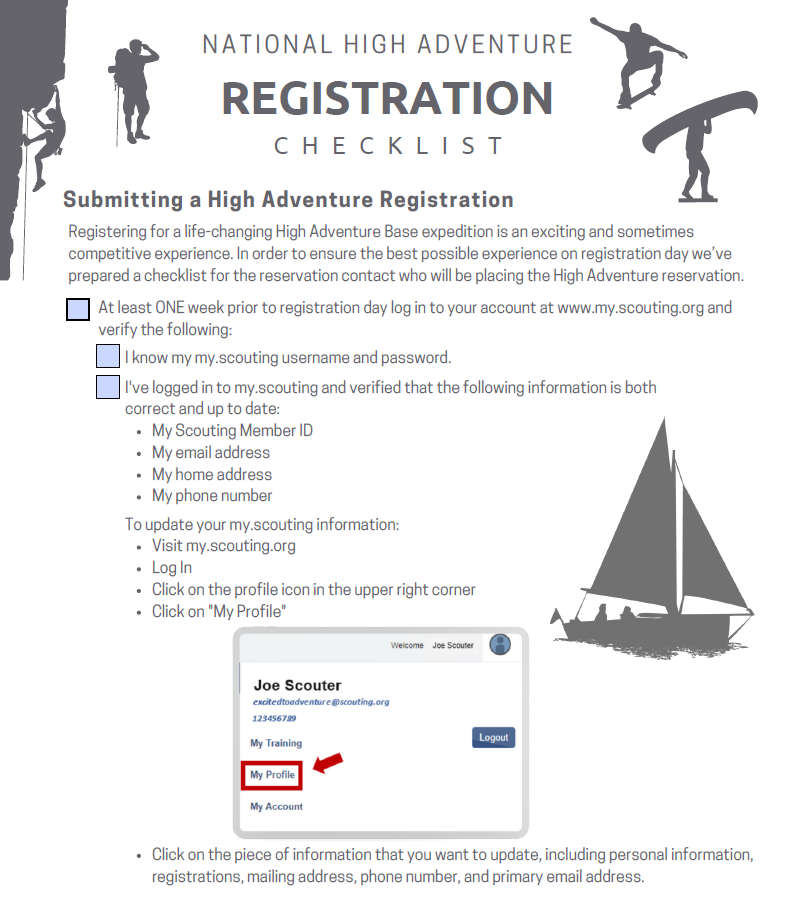 NATIONAL HIGH ADVENTURE
REGISTRATION
CHECKLIST
Submitting a High Adventure Registration
Registering for a life-changing High Adventure Base expedition is an exciting and sometimes
competitive experience. In order to ensure the best possible experience on registration day we've
prepared a checklist for the reservation contact who will be placing the High Adventure reservation.
At least ONE week prior to registration day log in to your account at www.my.scouting.org and
verify the following:
I know my my.scouting username and password.
I've logged in to my.scouting and verified that the following information is both
correct and up to date:
• My Scouting Member ID
• My email address
• My home address
• My phone number
To update your my.scouting information:
• Visit my.scouting.org
• Log In
• Click on the profile icon in the upper right corner
• Click on "My Profile"
Welcome Joe Scouter
Joe Scouter
excitedtoadventure@scouting.org
123456789
My Training
Logout
My Profile
My Account
• Click on the piece of information that you want to update, including personal information,
registrations, mailing address, phone number, and primary email address.